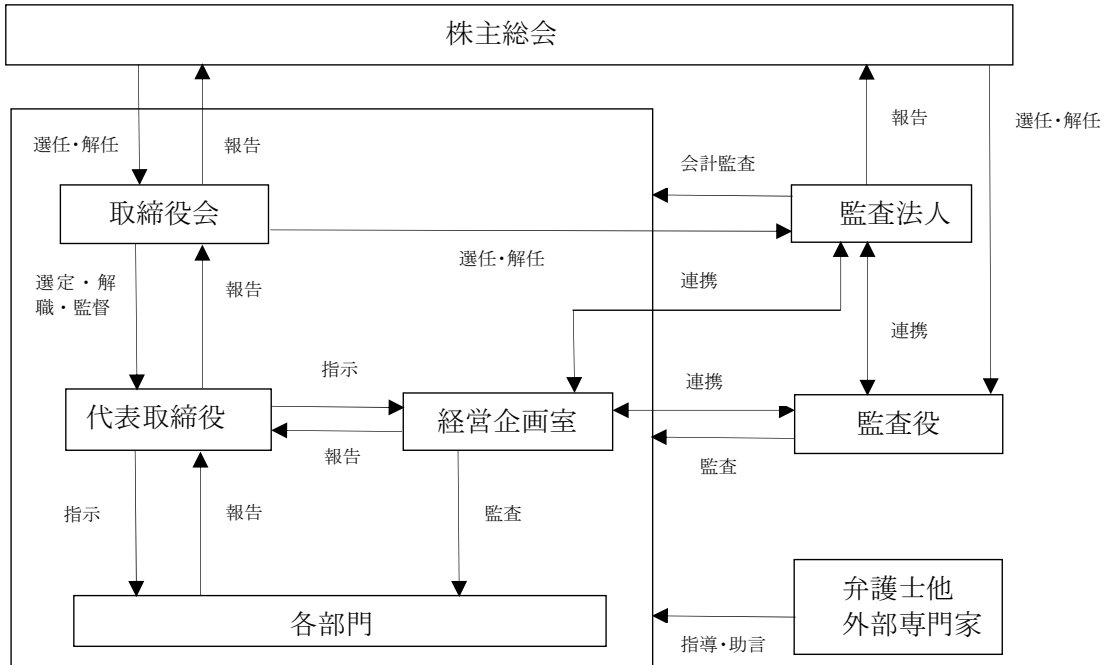 株主総会
選任・解任
報告
報告
選任・解任
会計監査
取締役会
監査法人
選任・解任
選定・解
職・監督
報告
連携
連携
指示
連携
代表取締役
経営企画室
監査役
報告
監査
指示
報告
監査
弁護士他
外部専門家
各部門
指導・助言